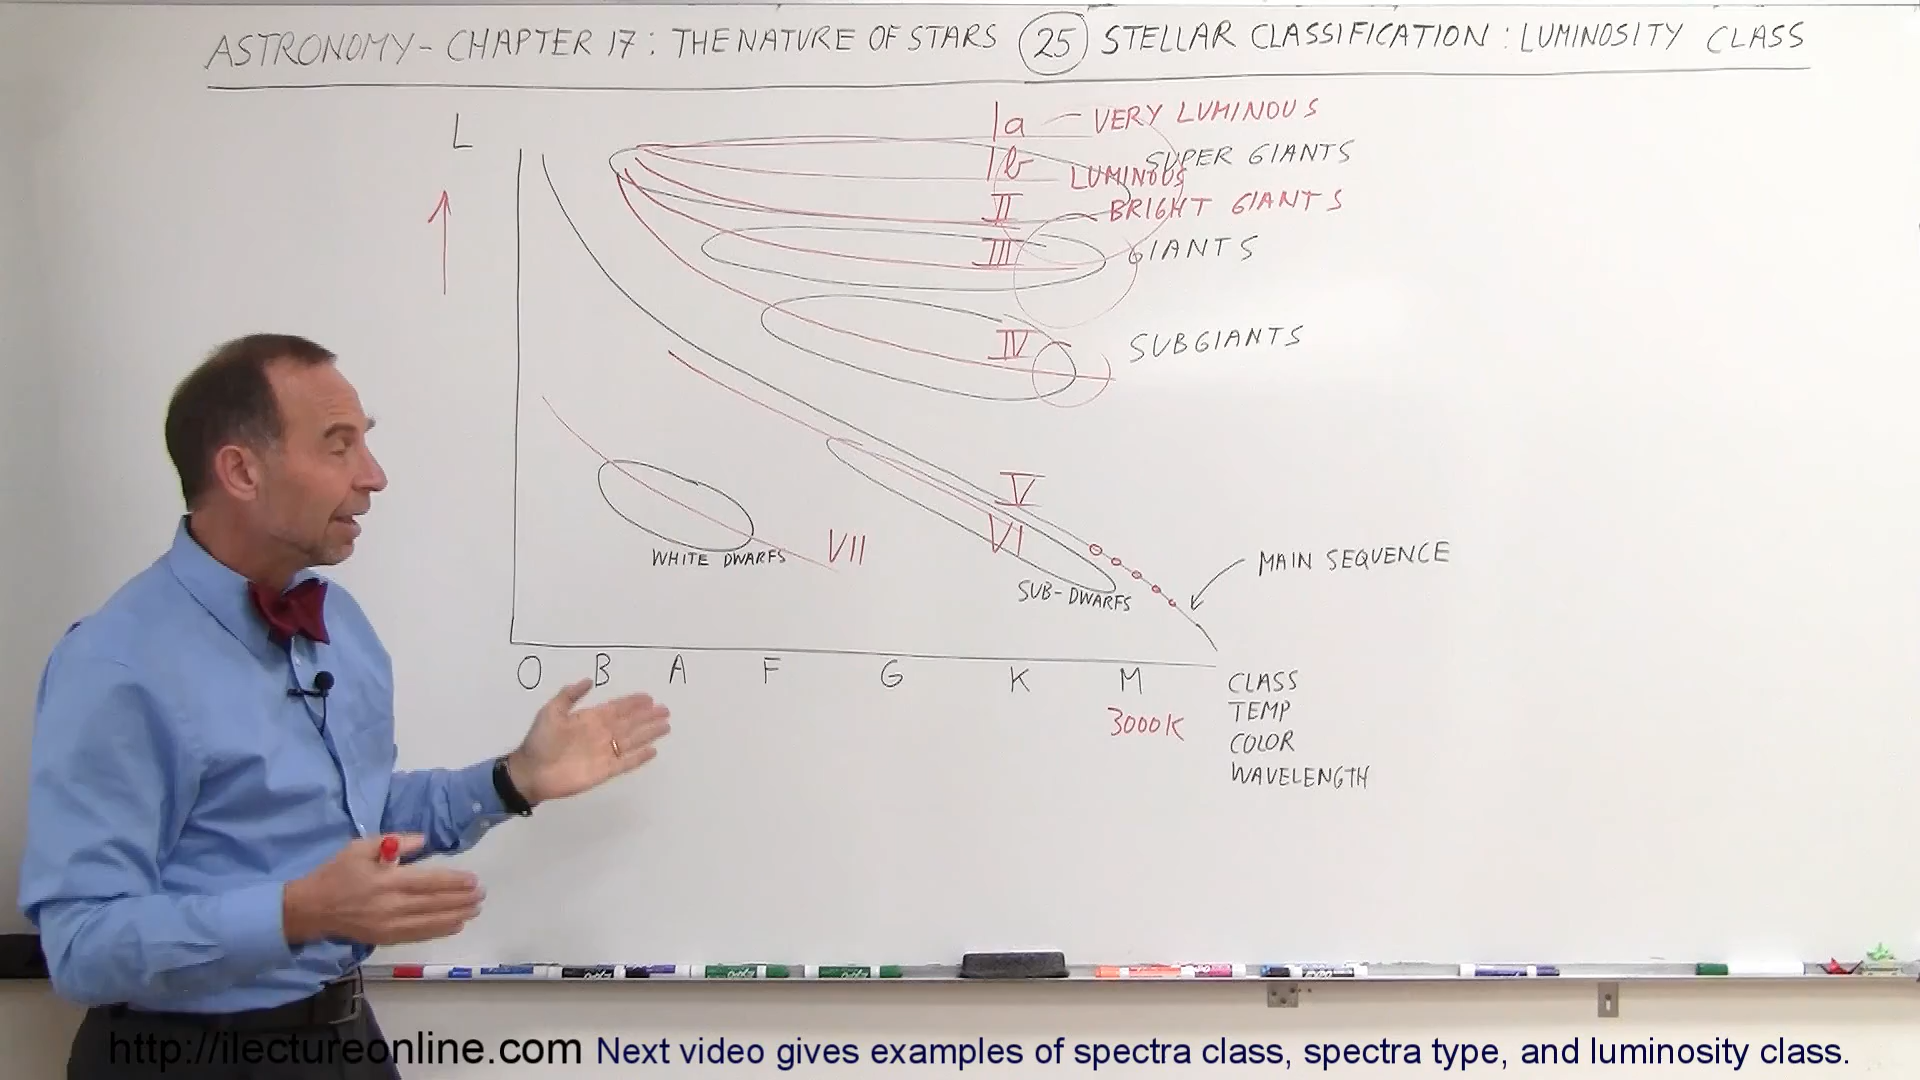 ASTRONOMY - CHAPTER 17 : THE NATURE OF STARS 25 STELLAR CLASSIFICATION : LUMINOSITY CLASS
L
Ia — VERY LUMINOUS
SUPER GIANTS
Ib LUMINOUS
II BRIGHT GIANTS
III GIANTS
IV SUBGIANTS
V
VI
VII
WHITE DWARFS
MAIN SEQUENCE
SUB-DWARFS
O B A F G K M CLASS
3000K TEMP
COLOR
WAVELENGTH
http://ilectureonline.com Next video gives examples of spectra class, spectra type, and luminosity class.